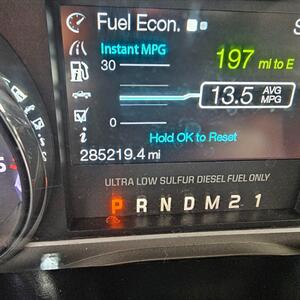 Fuel Econ.
S
Instant MPG
30
197 mi to E
13.5 AVG MPG
0
Hold OK to Reset
285219.4 mi
ULTRA LOW SULFUR DIESEL FUEL ONLY
P R N D M 2 1